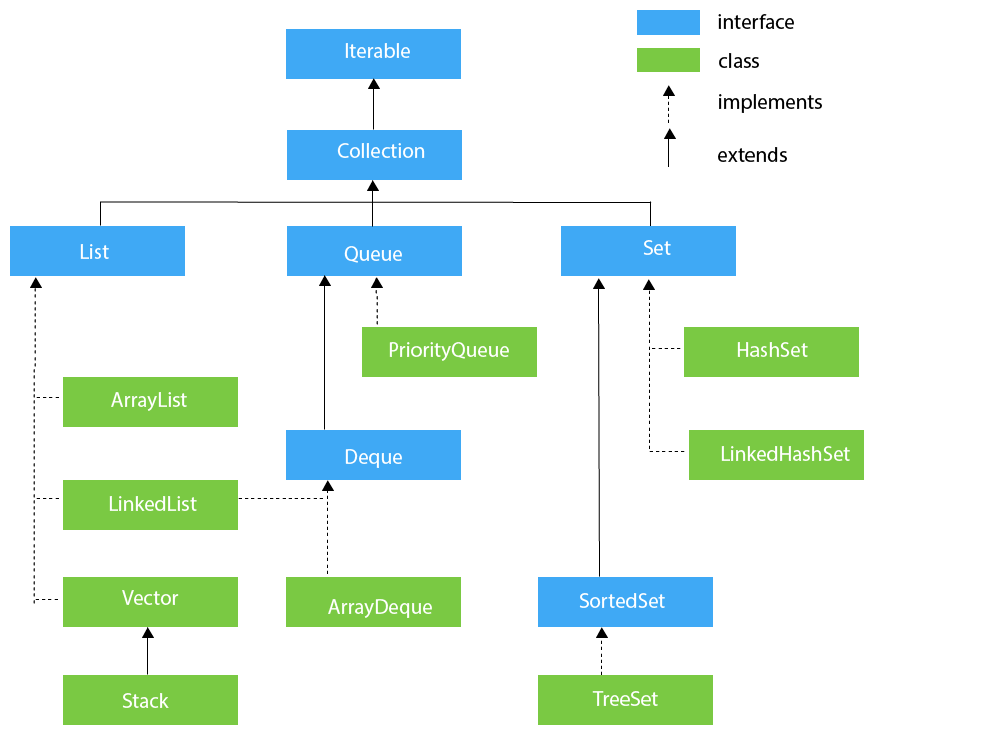 interface
class
implements
extends
Iterable
Collection
List
Queue
Set
PriorityQueue
HashSet
ArrayList
Deque
LinkedHashSet
LinkedList
Vector
ArrayDeque
SortedSet
Stack
TreeSet